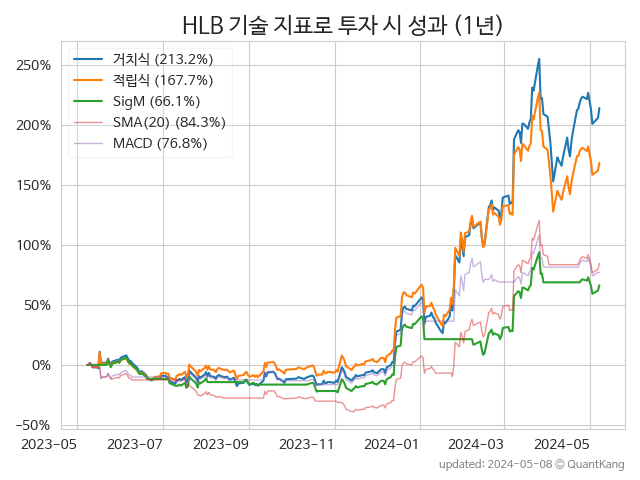 HLB 기술 지표로 투자 시 성과 (1년)
거치식 (213.2%)
적립식 (167.7%)
SigM (66.1%)
SMA(20) (84.3%)
MACD (76.8%)
250%
200%
150%
100%
50%
0%
−50%
2023-05 2023-07 2023-09 2023-11 2024-01 2024-03 2024-05
updated: 2024-05-08 © QuantKang